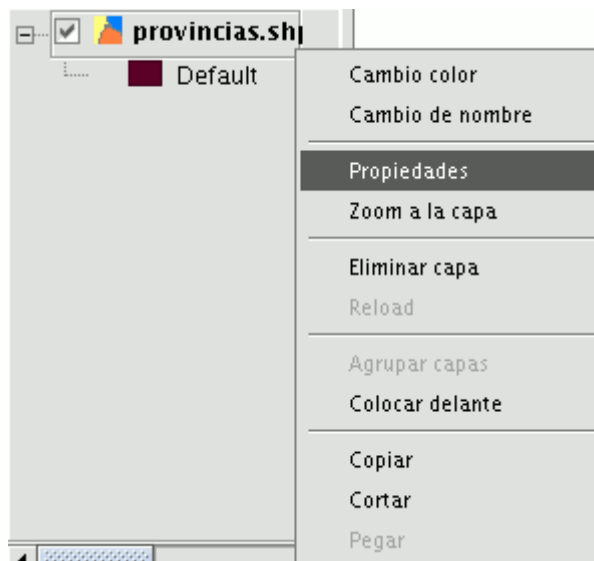 provincias.sh
Default
Cambio color
Cambio de nombre
Propiedades
Zoom a la capa
Eliminar capa
Reload
Agrupar capas
Colocar delante
Copiar
Cortar
Pegar